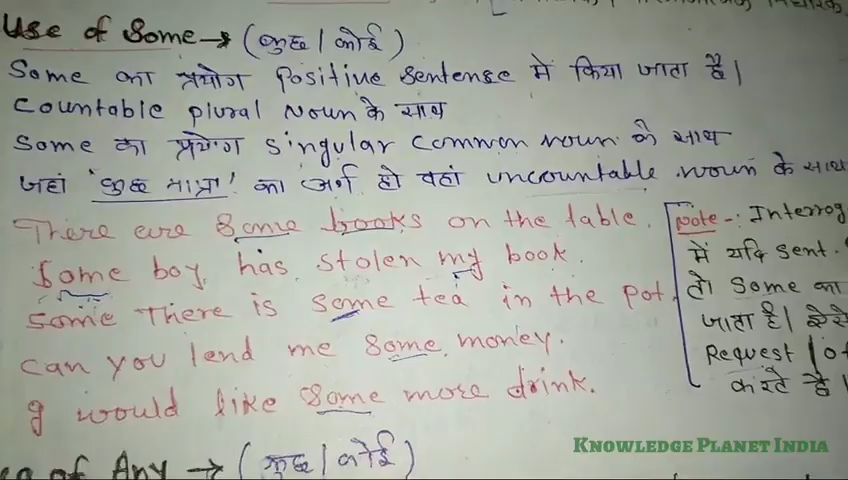 Use of Some → (कुछ | कोई)
Some का प्रयोग Positive Sentense में किया जाता है।
Countable plural Noun के साथ
Some का प्रयोग Singular Common noun के साथ
जहां 'कुछ मात्रा' का अर्थ हो वहां uncountable noun के साथ
There are Some books on the table.
Some boy has stolen my book.
Some There is some tea in the pot.
Can you lend me Some money.
I would like Some more drink.
Note -: Interrog
में यदि Sent.
तो Some का
जाता है।
Request |
करते है।
of Any → (कुछ | कोई)
KNOWLEDGE PLANET INDIA